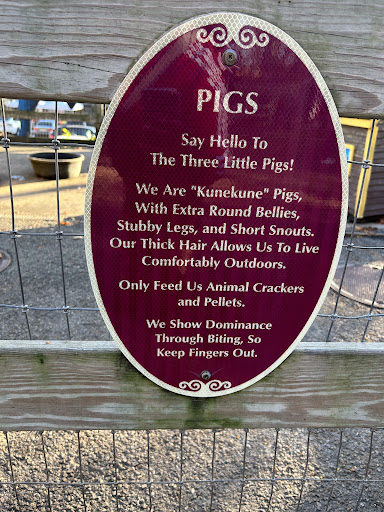 PIGS
Say Hello To
The Three Little Pigs!
We Are "Kunekune" Pigs,
With Extra Round Bellies,
Stubby Legs, and Short Snouts.
Our Thick Hair Allows Us To Live
Comfortably Outdoors.
Only Feed Us Animal Crackers
and Pellets.
We Show Dominance
Through Biting, So
Keep Fingers Out.